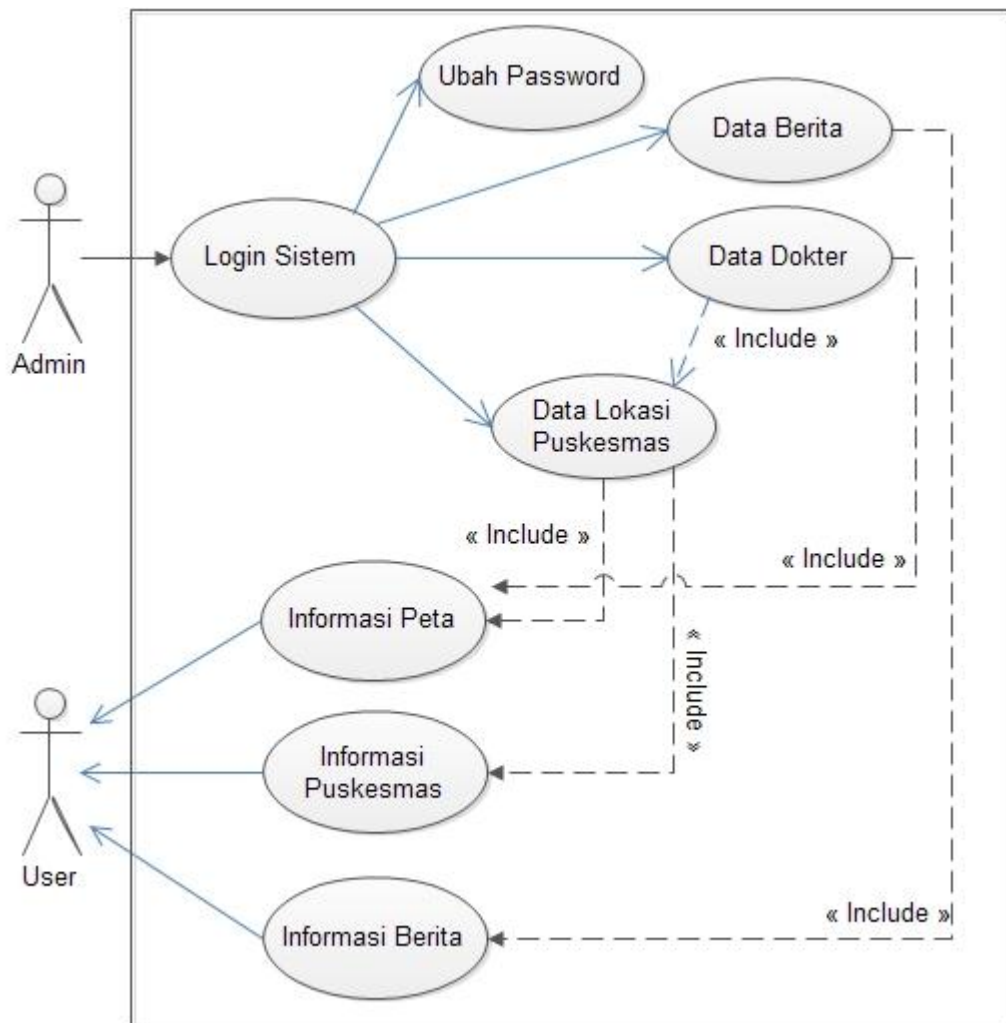 Ubah Password
Data Berita
Login Sistem
Data Dokter
Admin
« Include »
Data Lokasi
Puskesmas
« Include »
« Include »
Informasi Peta
« Include »
Informasi
Puskesmas
User
« Include »
Informasi Berita